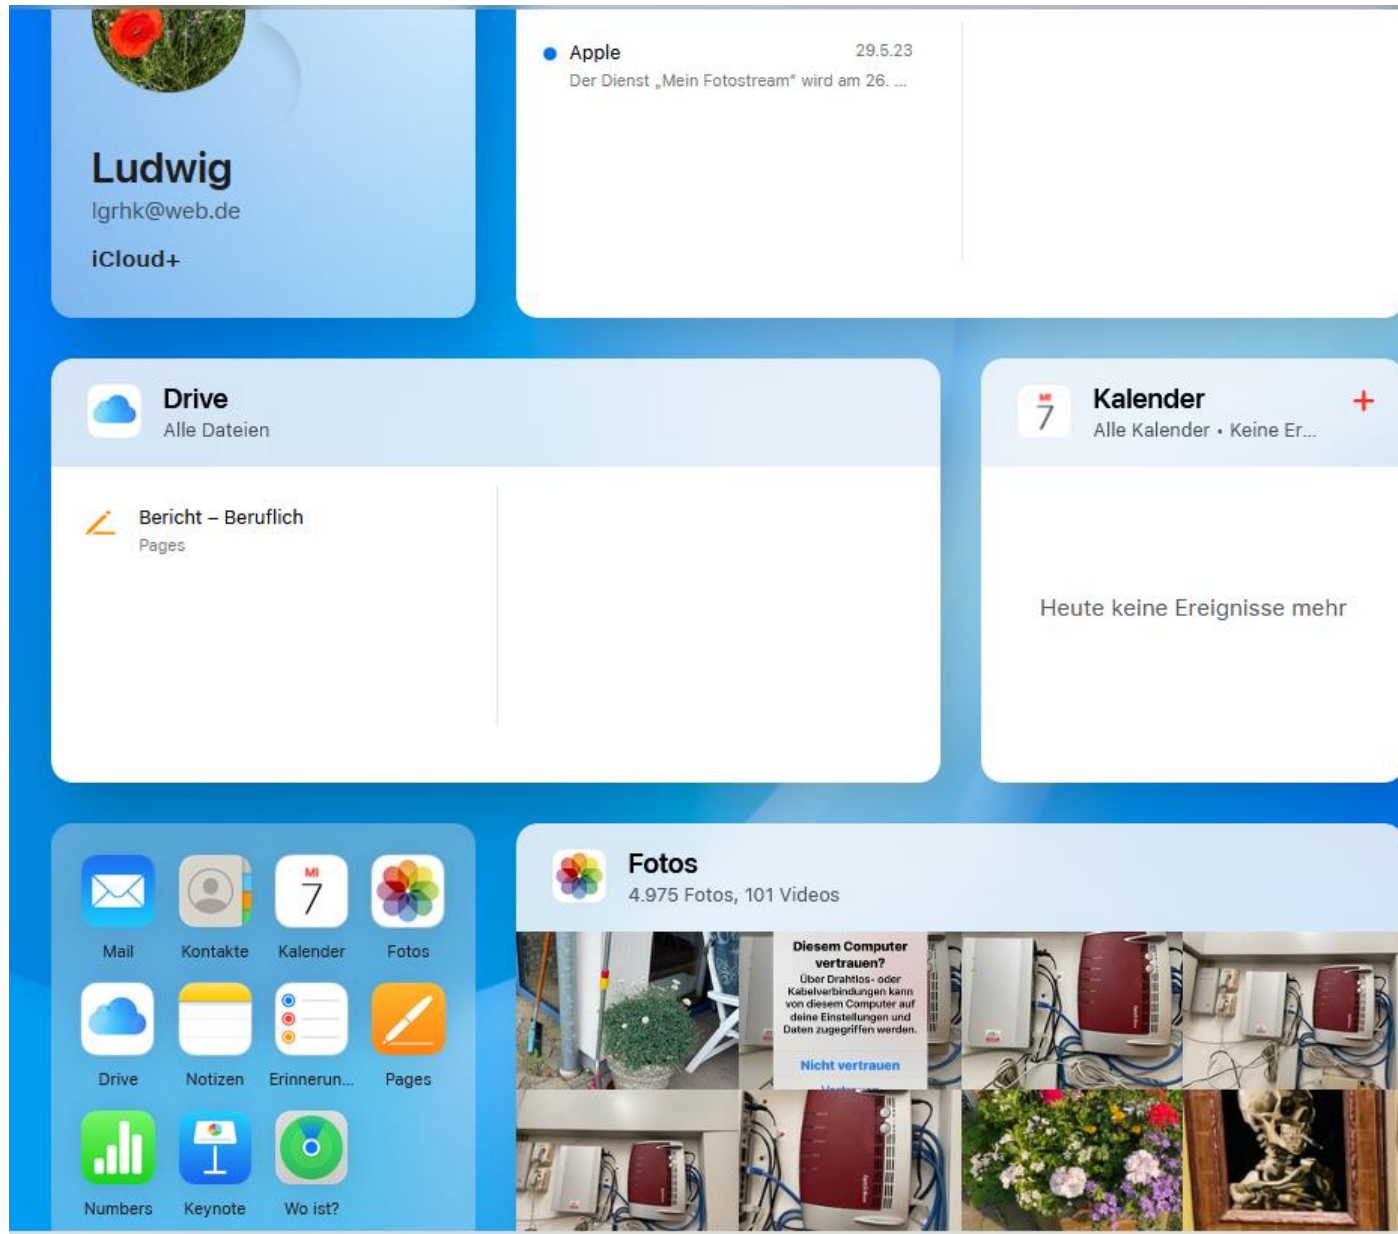 Apple 29.5.23
Der Dienst „Mein Fotostream“ wird am 26. ...
Ludwig
lgrhk@web.de
iCloud+
Drive
Alle Dateien
Bericht – Beruflich
Pages
MI
7
Kalender
+
Alle Kalender • Keine Er...
Heute keine Ereignisse mehr
MI
7
Mail Kontakte Kalender Fotos
Drive Notizen Erinnerun... Pages
Numbers Keynote Wo ist?
Fotos
4.975 Fotos, 101 Videos
Diesem Computer
vertrauen?
Über Drahtlos- oder
Kabelverbindungen kann
von diesem Computer auf
deine Einstellungen und
Daten zugegriffen werden.
Nicht vertrauen